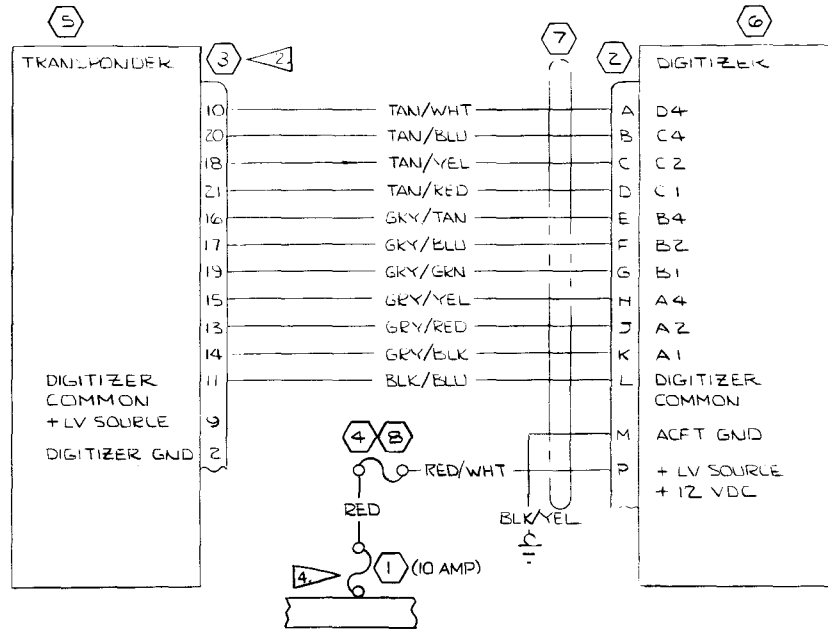 5
6
7
TRANSPONDER
3
2.
2
DIGITIZER
10 TAN/WHT A D4
20 TAN/BLU B C4
18 TAN/YEL C C2
21 TAN/RED D C1
16 GRY/TAN E B4
17 GRY/BLU F B2
19 GRY/GRN G B1
15 GRY/YEL H A4
13 GRY/RED J A2
14 GRY/BLK K A1
DIGITIZER 11 BLK/BLU L DIGITIZER
COMMON COMMON
+ LV SOURCE 9
4 8 M ACFT GND
DIGITIZER GND 2
RED/WHT P + LV SOURCE
+ 12 VDC
RED
BLK/YEL
4. 1 (10 AMP)